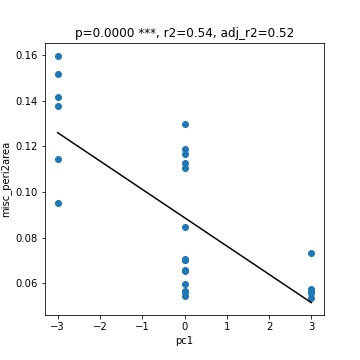 p=0.0000 ***, r2=0.54, adj_r2=0.52
0.16
0.14
0.12
0.10
0.08
0.06
misc_peri2area
−3 −2 −1 0 1 2 3
pc1